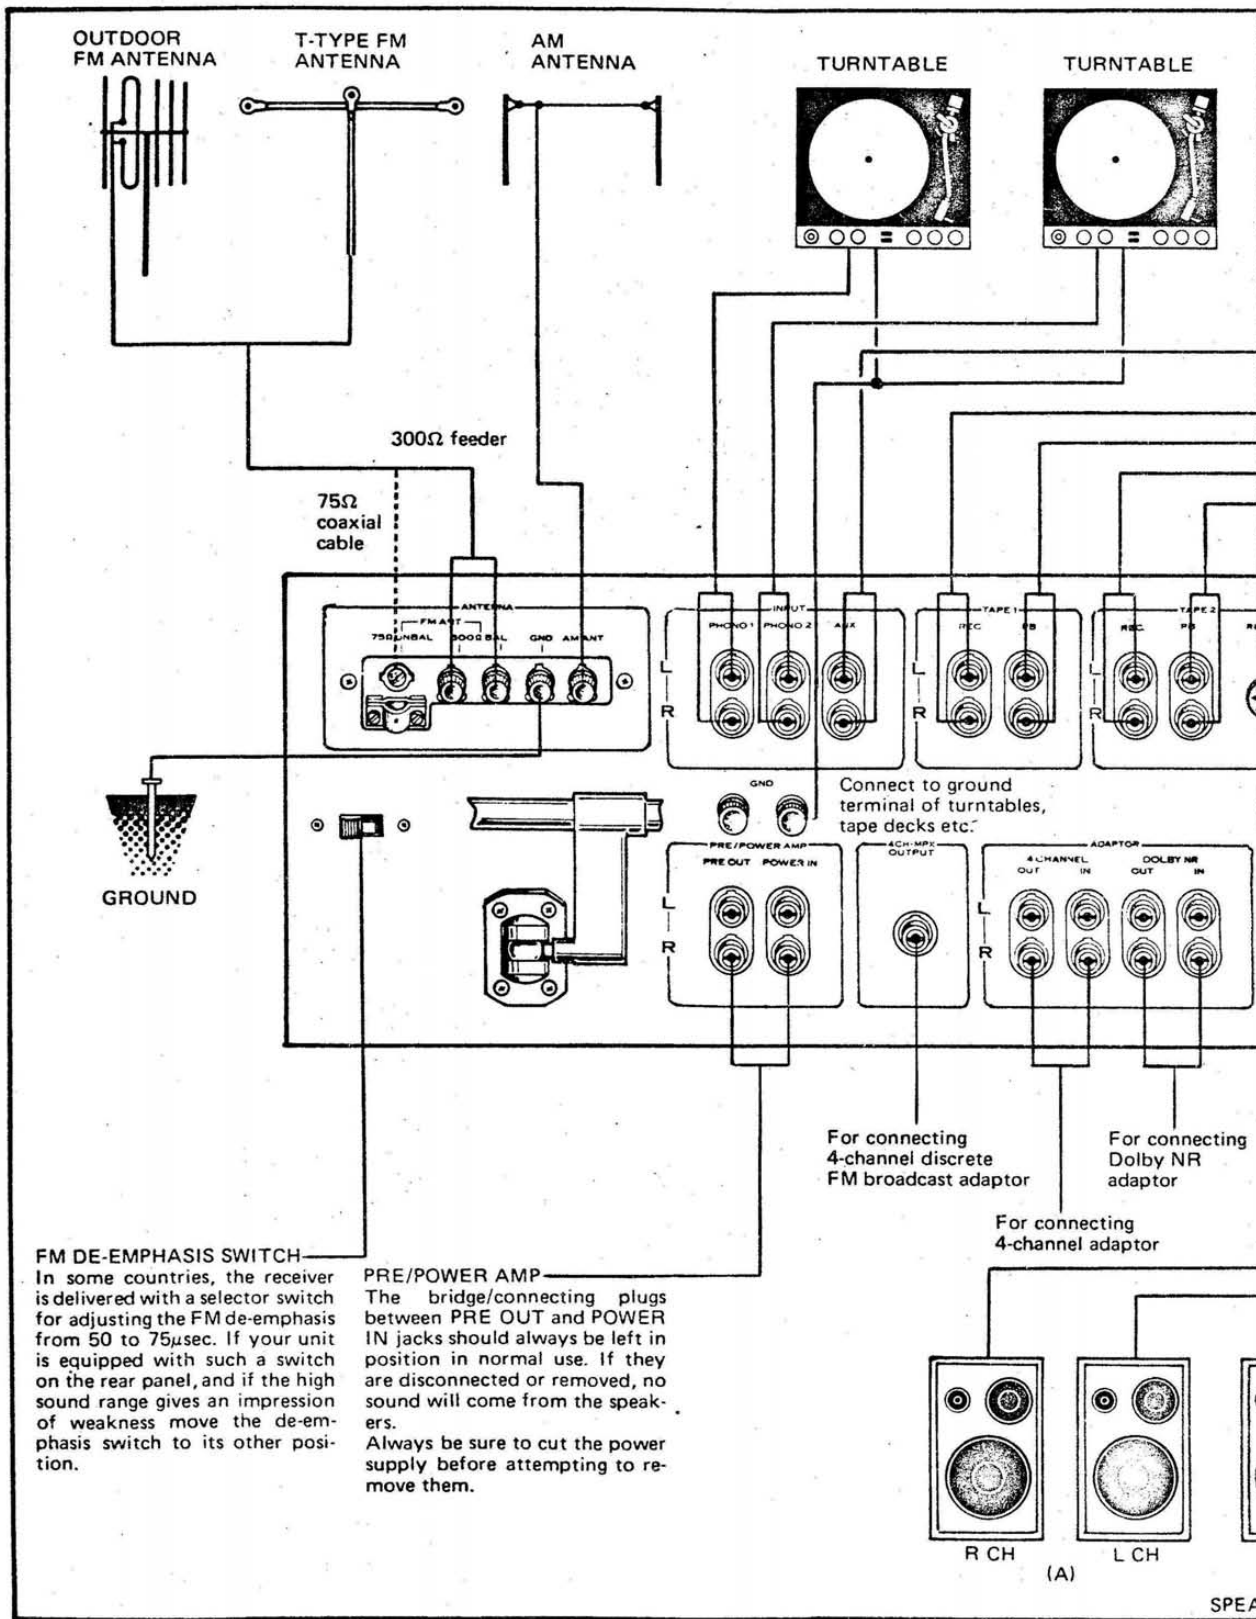 OUTDOOR
FM ANTENNA
T-TYPE FM
ANTENNA
AM
ANTENNA
TURNTABLE
TURNTABLE
300Ω feeder
75Ω
coaxial
cable
ANTENNA
FM ANT
75Ω UNBAL
300Ω BAL
GND
AM ANT
INPUT
PHONO 1
PHONO 2
AUX
L
R
TAPE 1
REC
PB
L
R
TAPE 2
REC
PB
L
R
GROUND
GND
Connect to ground
terminal of turntables,
tape decks etc.
PRE/POWER AMP
PRE OUT
POWER IN
L
R
4CH-MPX
OUTPUT
ADAPTOR
4 CHANNEL
OUT
IN
DOLBY NR
OUT
IN
L
R
For connecting
4-channel discrete
FM broadcast adaptor
For connecting
Dolby NR
adaptor
For connecting
4-channel adaptor
FM DE-EMPHASIS SWITCH
In some countries, the receiver
is delivered with a selector switch
for adjusting the FM de-emphasis
from 50 to 75μsec. If your unit
is equipped with such a switch
on the rear panel, and if the high
sound range gives an impression
of weakness move the de-em-
phasis switch to its other posi-
tion.
PRE/POWER AMP
The bridge/connecting plugs
between PRE OUT and POWER
IN jacks should always be left in
position in normal use. If they
are disconnected or removed, no
sound will come from the speak-
ers.
Always be sure to cut the power
supply before attempting to re-
move them.
R CH
L CH
(A)